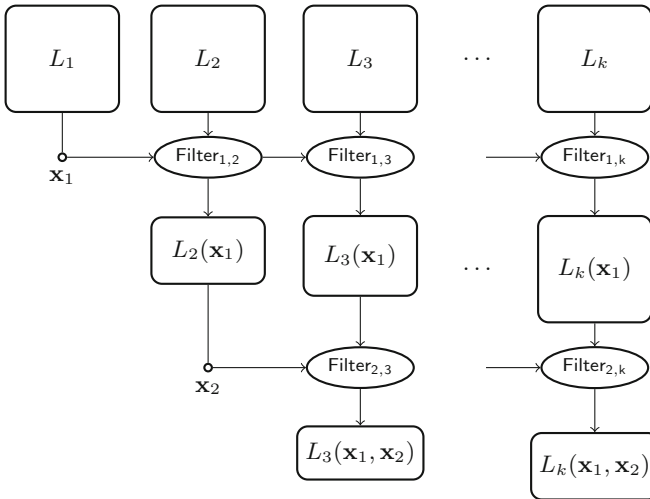 L₁ L₂ L₃ ··· Lₖ
Filter₁,₂ Filter₁,₃ Filter₁,ₖ
𝐱₁
L₂(𝐱₁) L₃(𝐱₁) ··· Lₖ(𝐱₁)
Filter₂,₃ Filter₂,ₖ
𝐱₂
L₃(𝐱₁, 𝐱₂) Lₖ(𝐱₁, 𝐱₂)